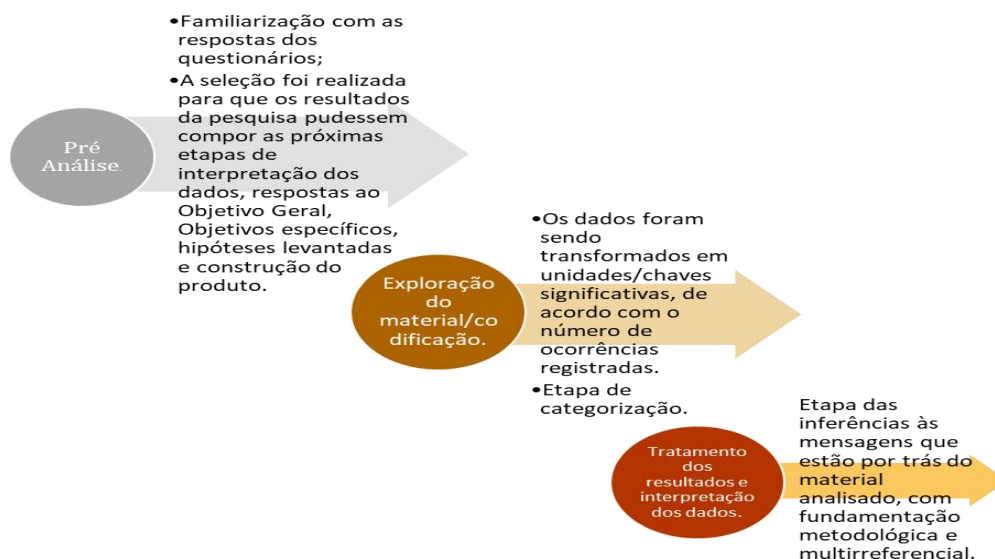 •Familiarização com as
respostas dos
questionários;
•A seleção foi realizada
para que os resultados
da pesquisa pudessem
compor as próximas
etapas de
interpretação dos
dados, respostas ao
Objetivo Geral,
Objetivos específicos,
hipóteses levantadas
e construção do
produto.
Pré
Análise.
•Os dados foram
sendo
transformados em
unidades/chaves
significativas, de
acordo com o
número de
ocorrências
registradas.
•Etapa de
categorização.
Exploração
do
material/co
dificação.
Etapa das
inferências às
mensagens que
estão por trás do
material
analisado, com
fundamentação
metodológica e
multirreferencial.
Tratamento
dos
resultados e
interpretação
dos dados.